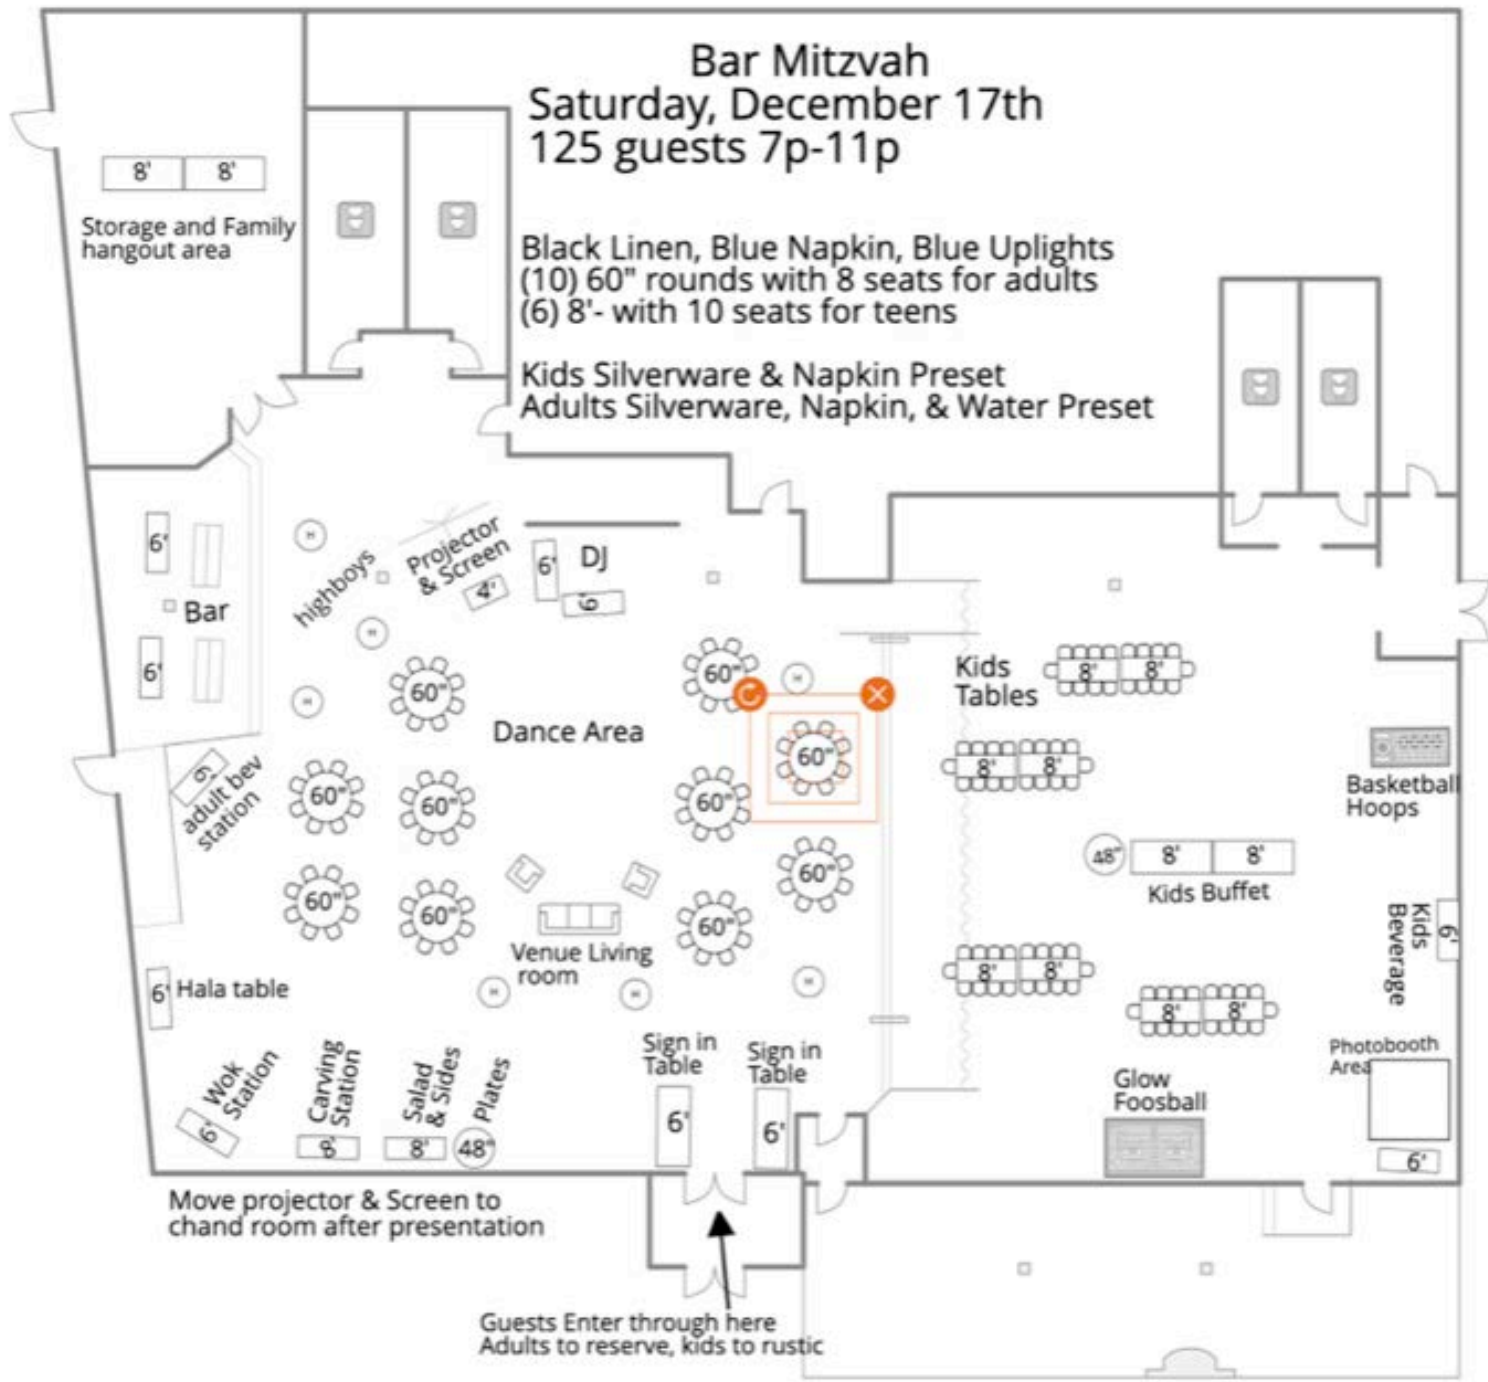 Bar Mitzvah
Saturday, December 17th
125 guests 7p-11p
8'
8'
Storage and Family
hangout area
Black Linen, Blue Napkin, Blue Uplights
(10) 60" rounds with 8 seats for adults
(6) 8'- with 10 seats for teens
Kids Silverware & Napkin Preset
Adults Silverware, Napkin, & Water Preset
6'
Bar
6'
H
highboys
H
H
Projector
& Screen
4'
6'
DJ
6'
60"
60"
H
Kids
Tables
8'
8'
Dance Area
60"
8'
8'
Basketball
Hoops
6'
adult bev
station
60"
60"
60"
48"
8'
8'
Kids Buffet
60"
60"
60"
60"
Kids
Beverage
6'
Venue Living
room
6'
Hala table
H
H
H
8'
8'
8'
8'
Wok
Station
6'
Carving
Station
8'
Salad
& Sides
8'
Plates
48"
Sign in
Table
6'
Sign in
Table
6'
Glow
Foosball
Photobooth
Area
6'
Move projector & Screen to
chand room after presentation
Guests Enter through here
Adults to reserve, kids to rustic